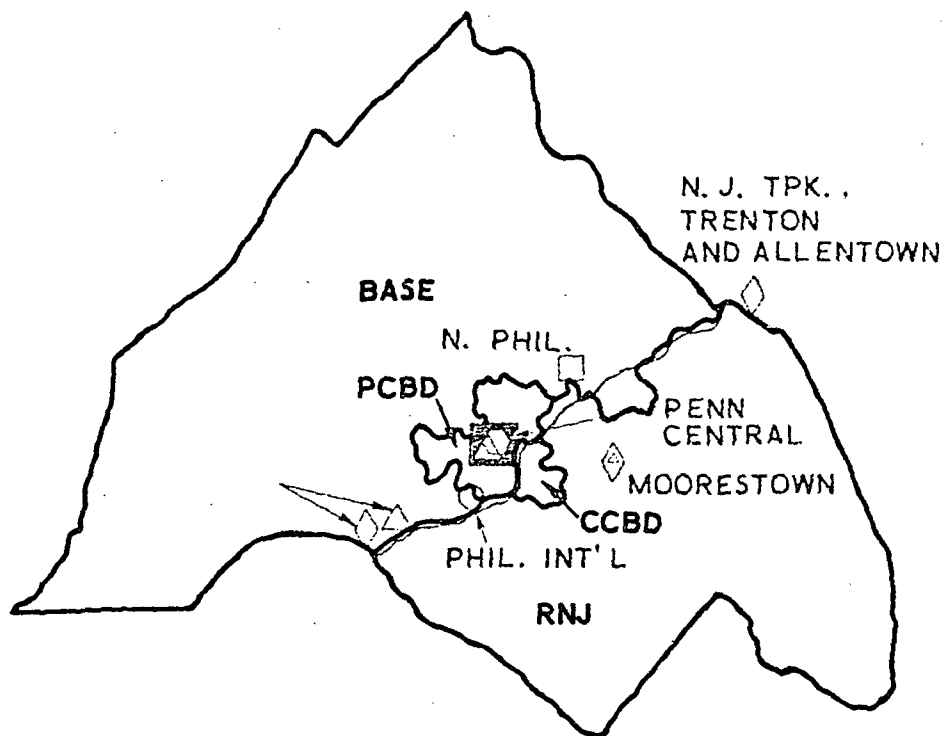 N. J. TPK.,
TRENTON
AND ALLENTOWN
BASE
N. PHIL.
PCBD
PENN
CENTRAL
MOORESTOWN
CCBD
PHIL. INT'L
RNJ